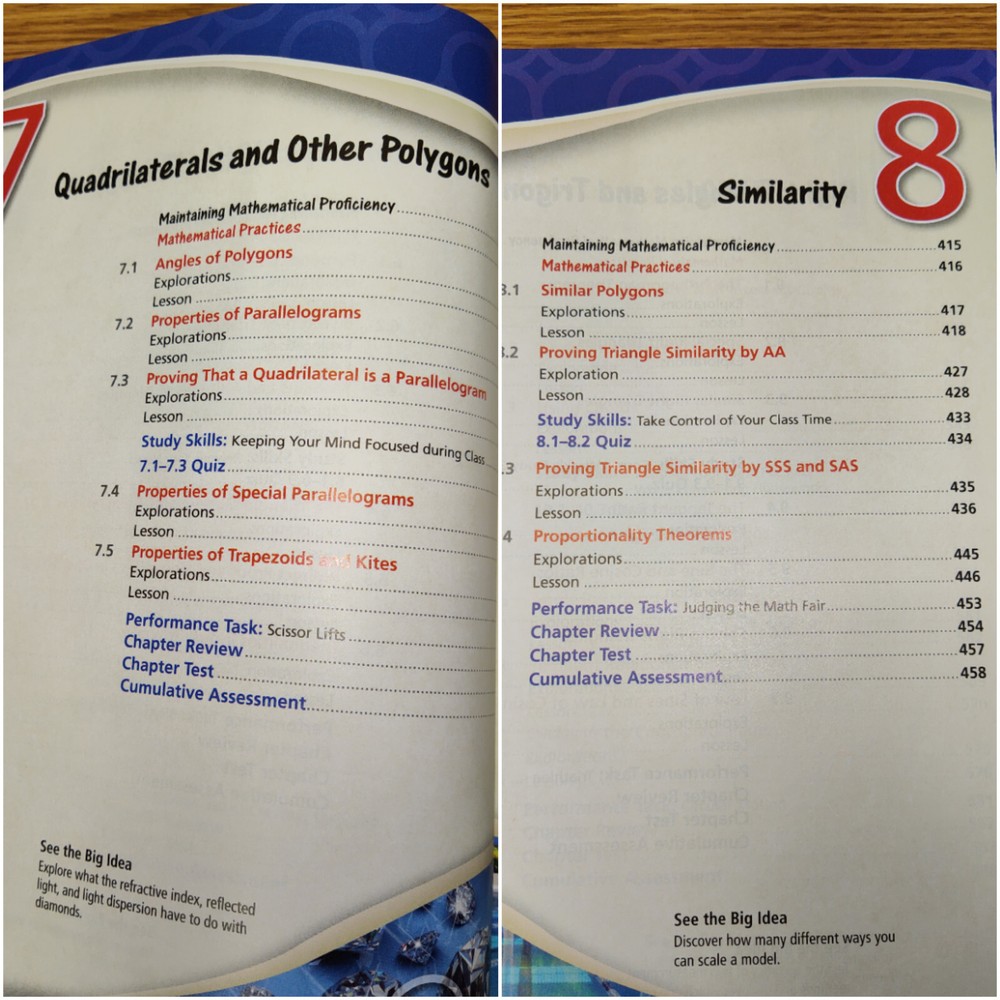 7
Quadrilaterals and Other Polygons
Maintaining Mathematical Proficiency
Mathematical Practices
7.1 Angles of Polygons
Explorations
Lesson
7.2 Properties of Parallelograms
Explorations
Lesson
7.3 Proving That a Quadrilateral is a Parallelogram
Explorations
Lesson
Study Skills: Keeping Your Mind Focused during Class
7.1–7.3 Quiz
7.4 Properties of Special Parallelograms
Explorations
Lesson
7.5 Properties of Trapezoids and Kites
Explorations
Lesson
Performance Task: Scissor Lifts
Chapter Review
Chapter Test
Cumulative Assessment
See the Big Idea
Explore what the refractive index, reflected
light, and light dispersion have to do with
diamonds.
8
Similarity
Maintaining Mathematical Proficiency 415
Mathematical Practices 416
8.1 Similar Polygons
Explorations 417
Lesson 418
.2 Proving Triangle Similarity by AA
Exploration 427
Lesson 428
Study Skills: Take Control of Your Class Time 433
8.1–8.2 Quiz 434
.3 Proving Triangle Similarity by SSS and SAS
Explorations 435
Lesson 436
4 Proportionality Theorems
Explorations 445
Lesson 446
Performance Task: Judging the Math Fair 453
Chapter Review 454
Chapter Test 457
Cumulative Assessment 458
See the Big Idea
Discover how many different ways you
can scale a model.